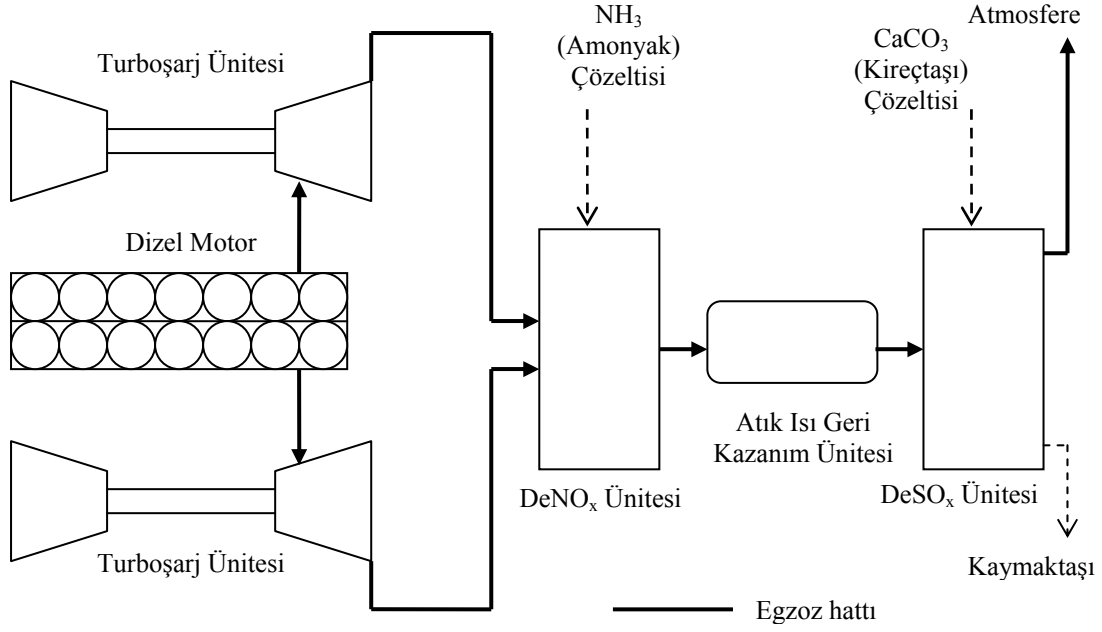 NH₃
(Amonyak)
Çözeltisi
Atmosfere
CaCO₃
(Kireçtaşı)
Çözeltisi
Turboşarj Ünitesi
Dizel Motor
Atık Isı Geri
Kazanım Ünitesi
DeNOₓ Ünitesi
DeSOₓ Ünitesi
Turboşarj Ünitesi
Kaymaktaşı
Egzoz hattı